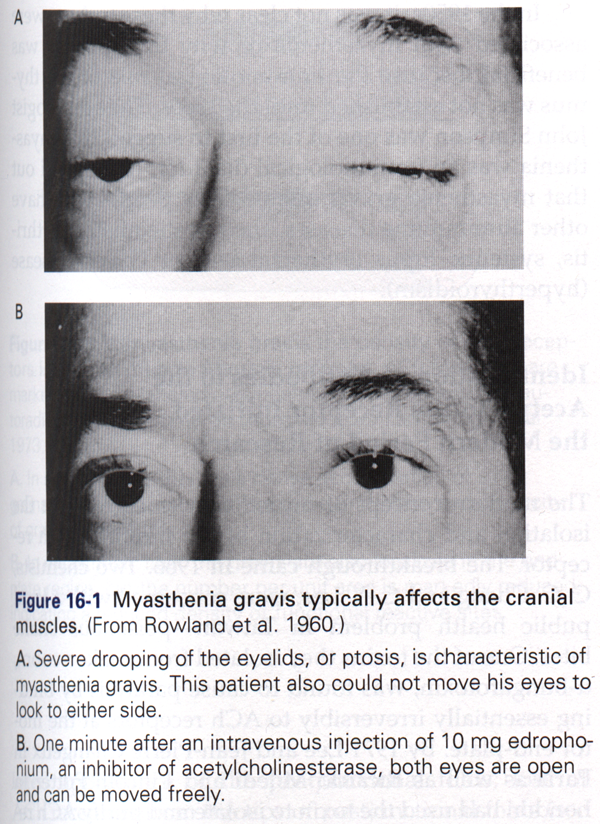 A
B
Figure 16-1 Myasthenia gravis typically affects the cranial
muscles. (From Rowland et al. 1960.)
A. Severe drooping of the eyelids, or ptosis, is characteristic of
myasthenia gravis. This patient also could not move his eyes to
look to either side.
B. One minute after an intravenous injection of 10 mg edropho-
nium, an inhibitor of acetylcholinesterase, both eyes are open
and can be moved freely.